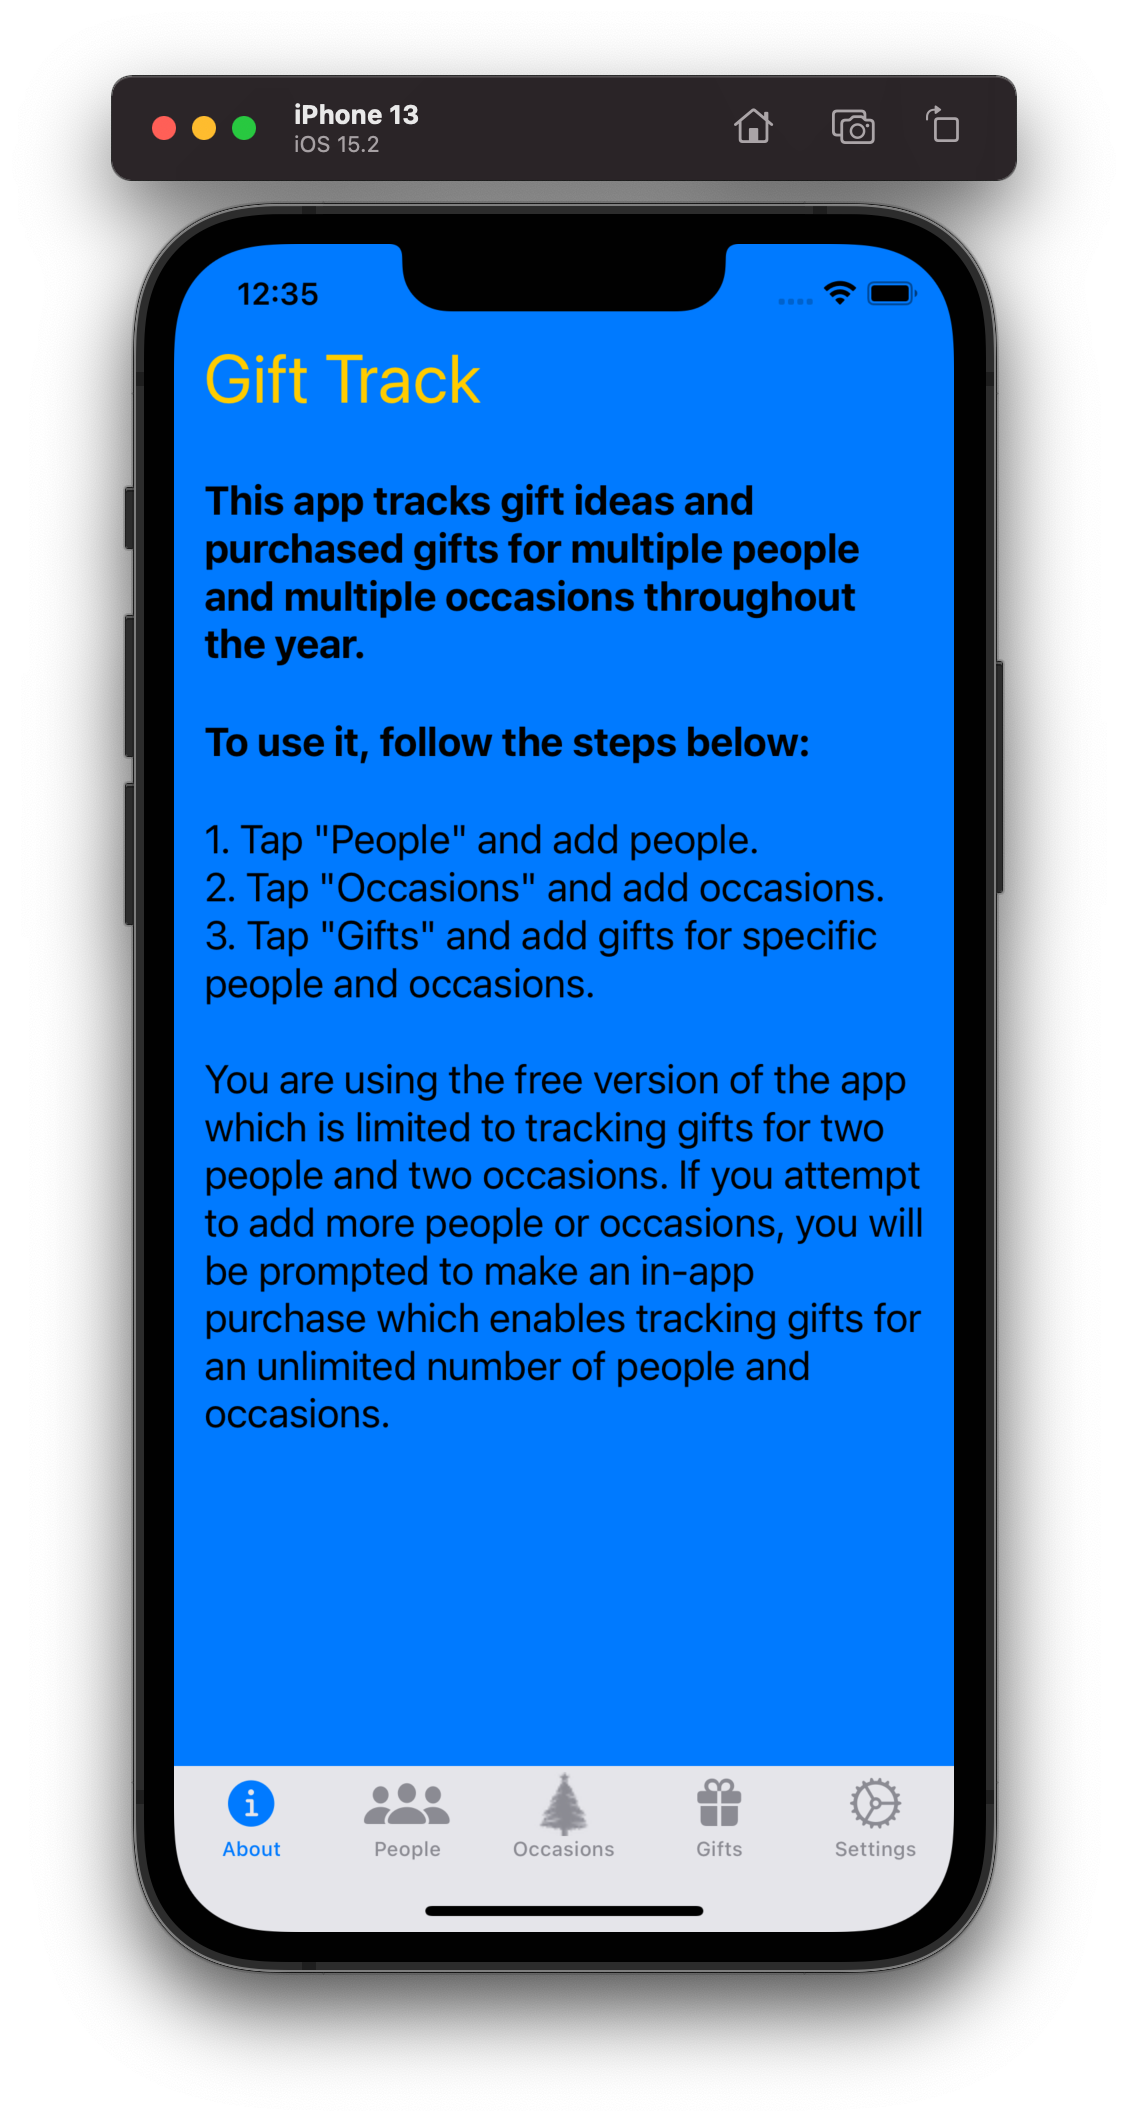 iPhone 13
iOS 15.2
12:35
Gift Track
This app tracks gift ideas and
purchased gifts for multiple people
and multiple occasions throughout
the year.
To use it, follow the steps below:
1. Tap "People" and add people.
2. Tap "Occasions" and add occasions.
3. Tap "Gifts" and add gifts for specific
people and occasions.
You are using the free version of the app
which is limited to tracking gifts for two
people and two occasions. If you attempt
to add more people or occasions, you will
be prompted to make an in-app
purchase which enables tracking gifts for
an unlimited number of people and
occasions.
About
People
Occasions
Gifts
Settings